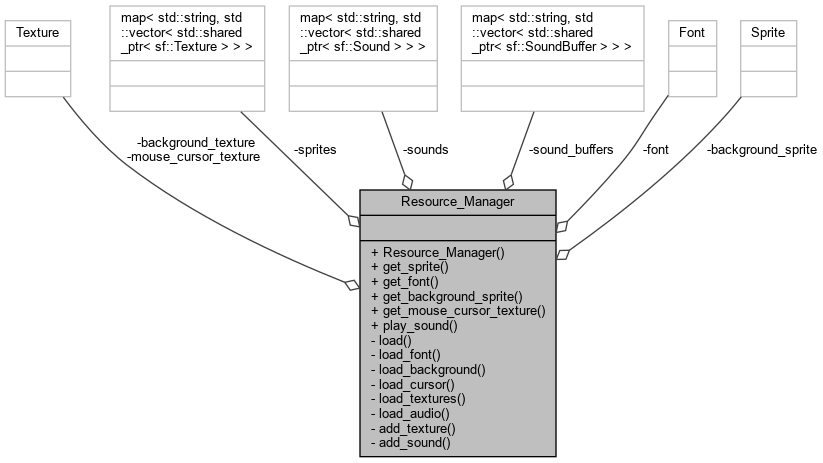 Texture
map< std::string, std
::vector< std::shared
_ptr< sf::Texture > > >
map< std::string, std
::vector< std::shared
_ptr< sf::Sound > > >
map< std::string, std
::vector< std::shared
_ptr< sf::SoundBuffer > > >
Font
Sprite
-background_texture
-mouse_cursor_texture
-sprites
-sounds
-sound_buffers
-font
-background_sprite
Resource_Manager
+ Resource_Manager()
+ get_sprite()
+ get_font()
+ get_background_sprite()
+ get_mouse_cursor_texture()
+ play_sound()
- load()
- load_font()
- load_background()
- load_cursor()
- load_textures()
- load_audio()
- add_texture()
- add_sound()